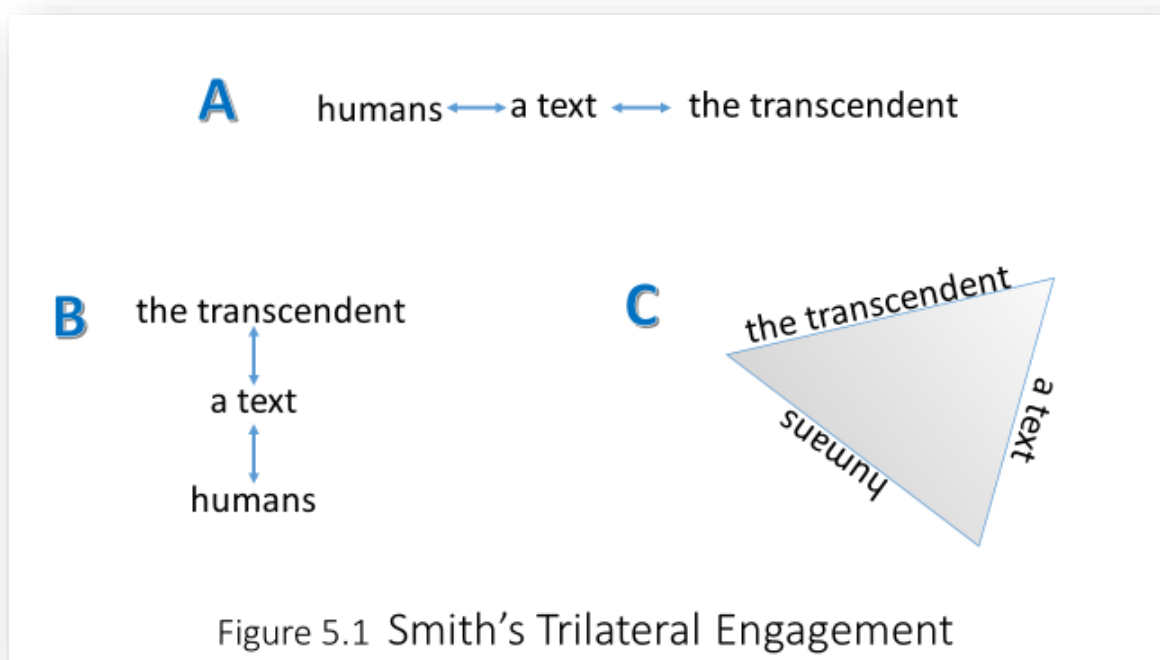 A humans a text the transcendent
B the transcendent
a text
humans
C the transcendent
a text
humans
Figure 5.1 Smith’s Trilateral Engagement